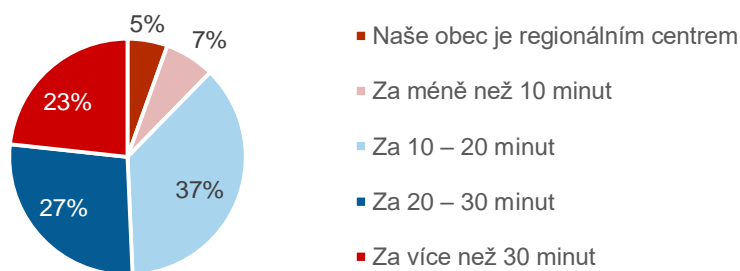 5%
7%
23%
37%
27%
Naše obec je regionálním centrem
Za méně než 10 minut
Za 10 – 20 minut
Za 20 – 30 minut
Za více než 30 minut